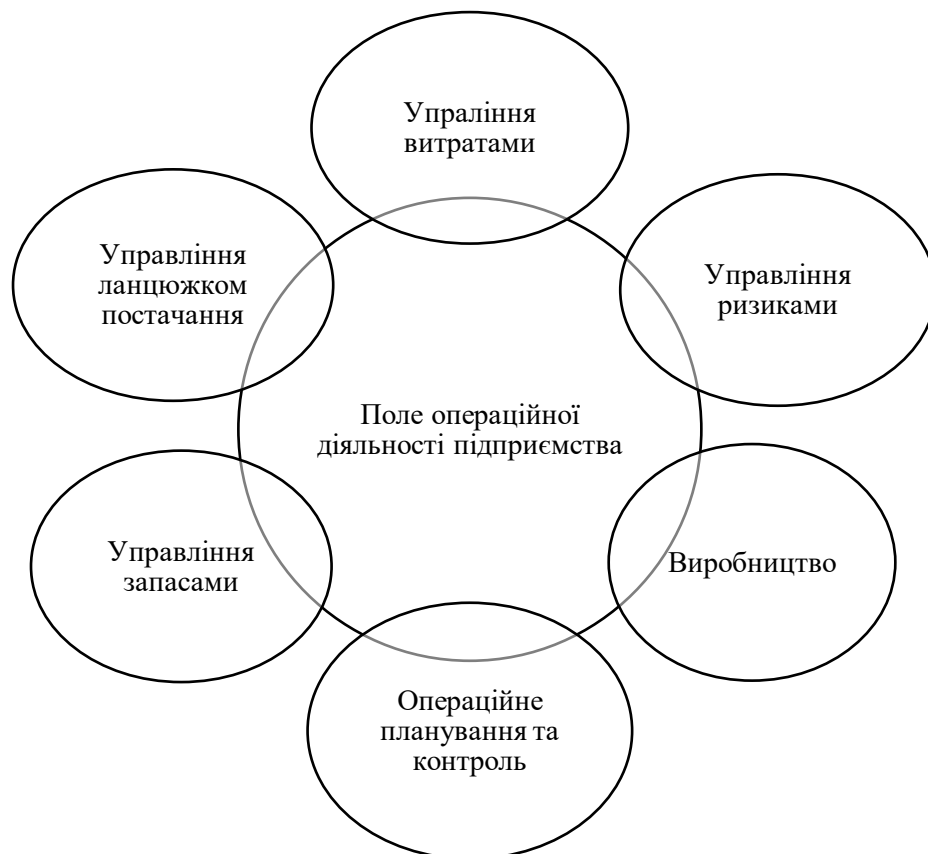 Упраління
витратами
Управління
ланцюжком
постачання
Управління
ризиками
Поле операційної
діяльності підприємства
Управління
запасами
Виробництво
Операційне
планування та
контроль